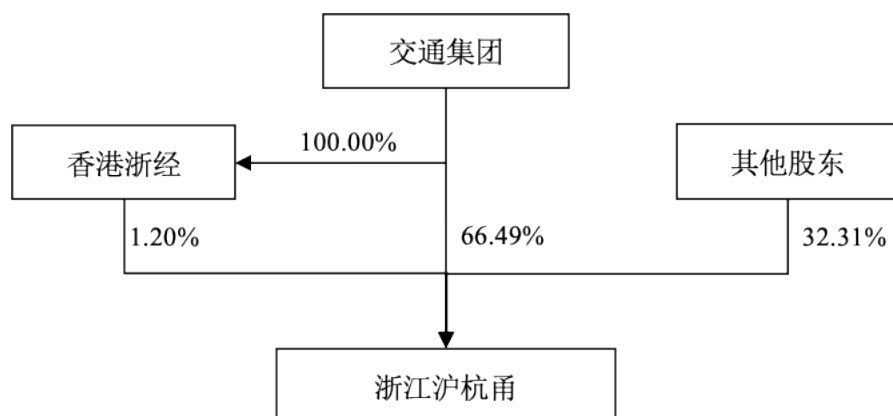 交通集团
100.00%
香港浙经
其他股东
1.20%
66.49%
32.31%
浙江沪杭甬